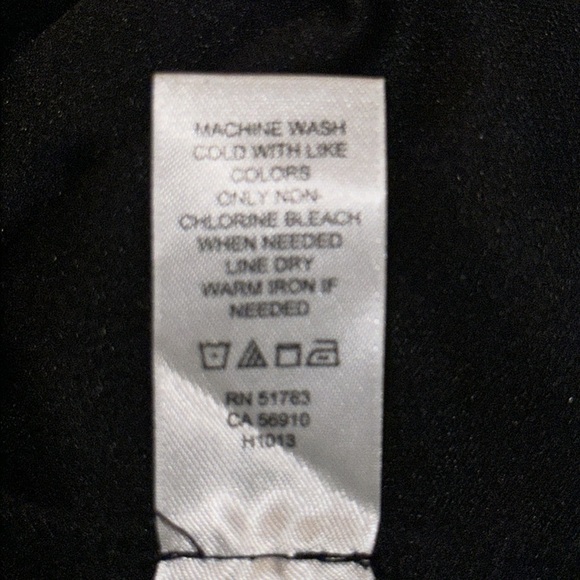 MACHINE WASH
COLD WITH LIKE
COLORS
ONLY NON-
CHLORINE BLEACH
WHEN NEEDED
LINE DRY
WARM IRON IF
NEEDED
RN 51783
CA 56910
H1013